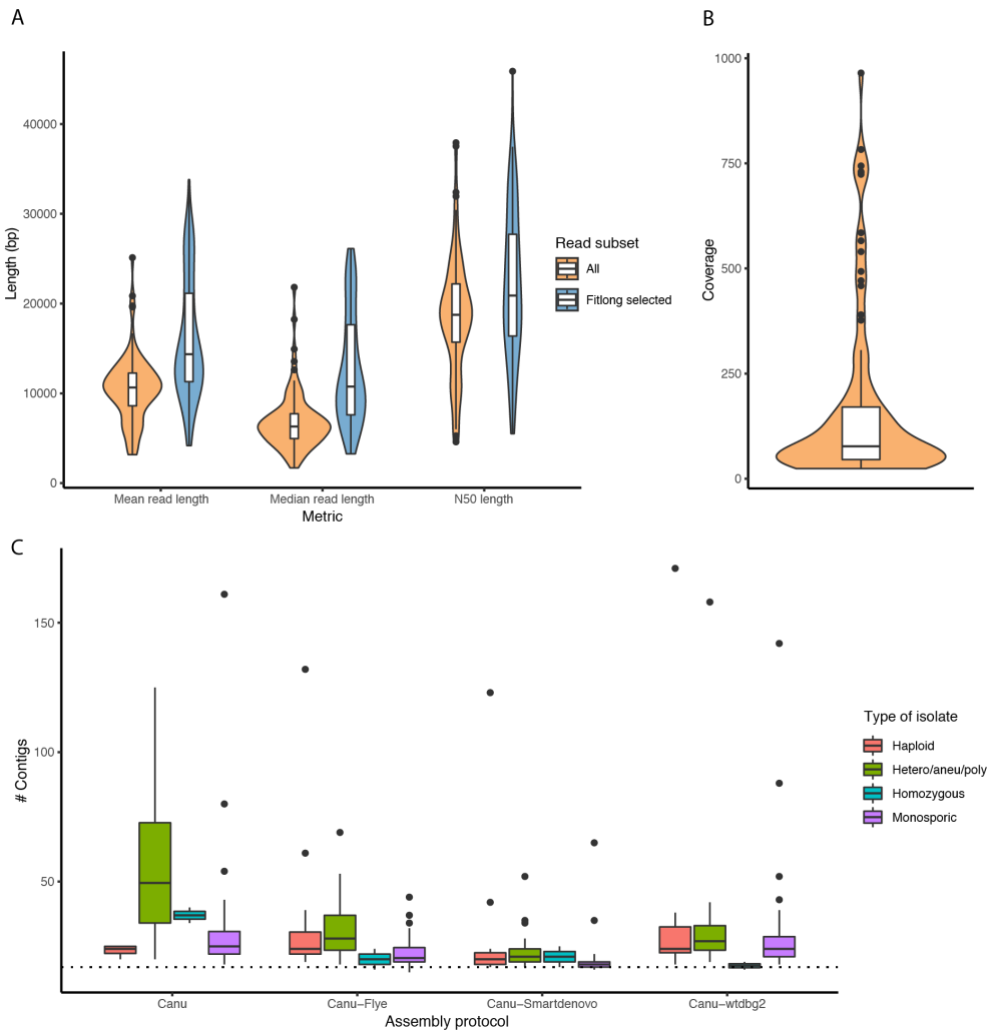 A
B
Length (bp)
40000
30000
20000
10000
0
Mean read length
Median read length
N50 length
Metric
Read subset
All
Fitlong selected
Coverage
1000
750
500
250
0
C
# Contigs
150
100
50
Canu
Canu-Flye
Canu-Smartdenovo
Canu-wtdbg2
Assembly protocol
Type of isolate
Haploid
Hetero/aneu/poly
Homozygous
Monosporic